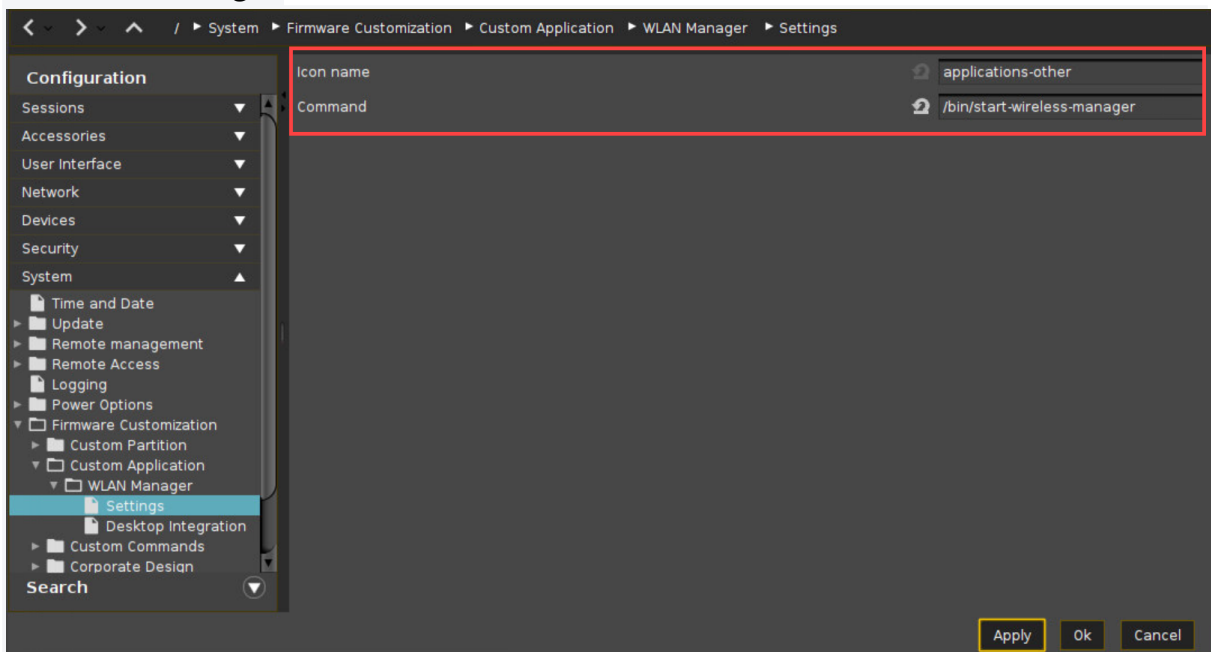 / System Firmware Customization Custom Application WLAN Manager Settings
Configuration
Sessions
Accessories
User Interface
Network
Devices
Security
System
Time and Date
Update
Remote management
Remote Access
Logging
Power Options
Firmware Customization
Custom Partition
Custom Application
WLAN Manager
Settings
Desktop Integration
Custom Commands
Corporate Design
Search
Icon name applications-other
Command /bin/start-wireless-manager
Apply Ok Cancel